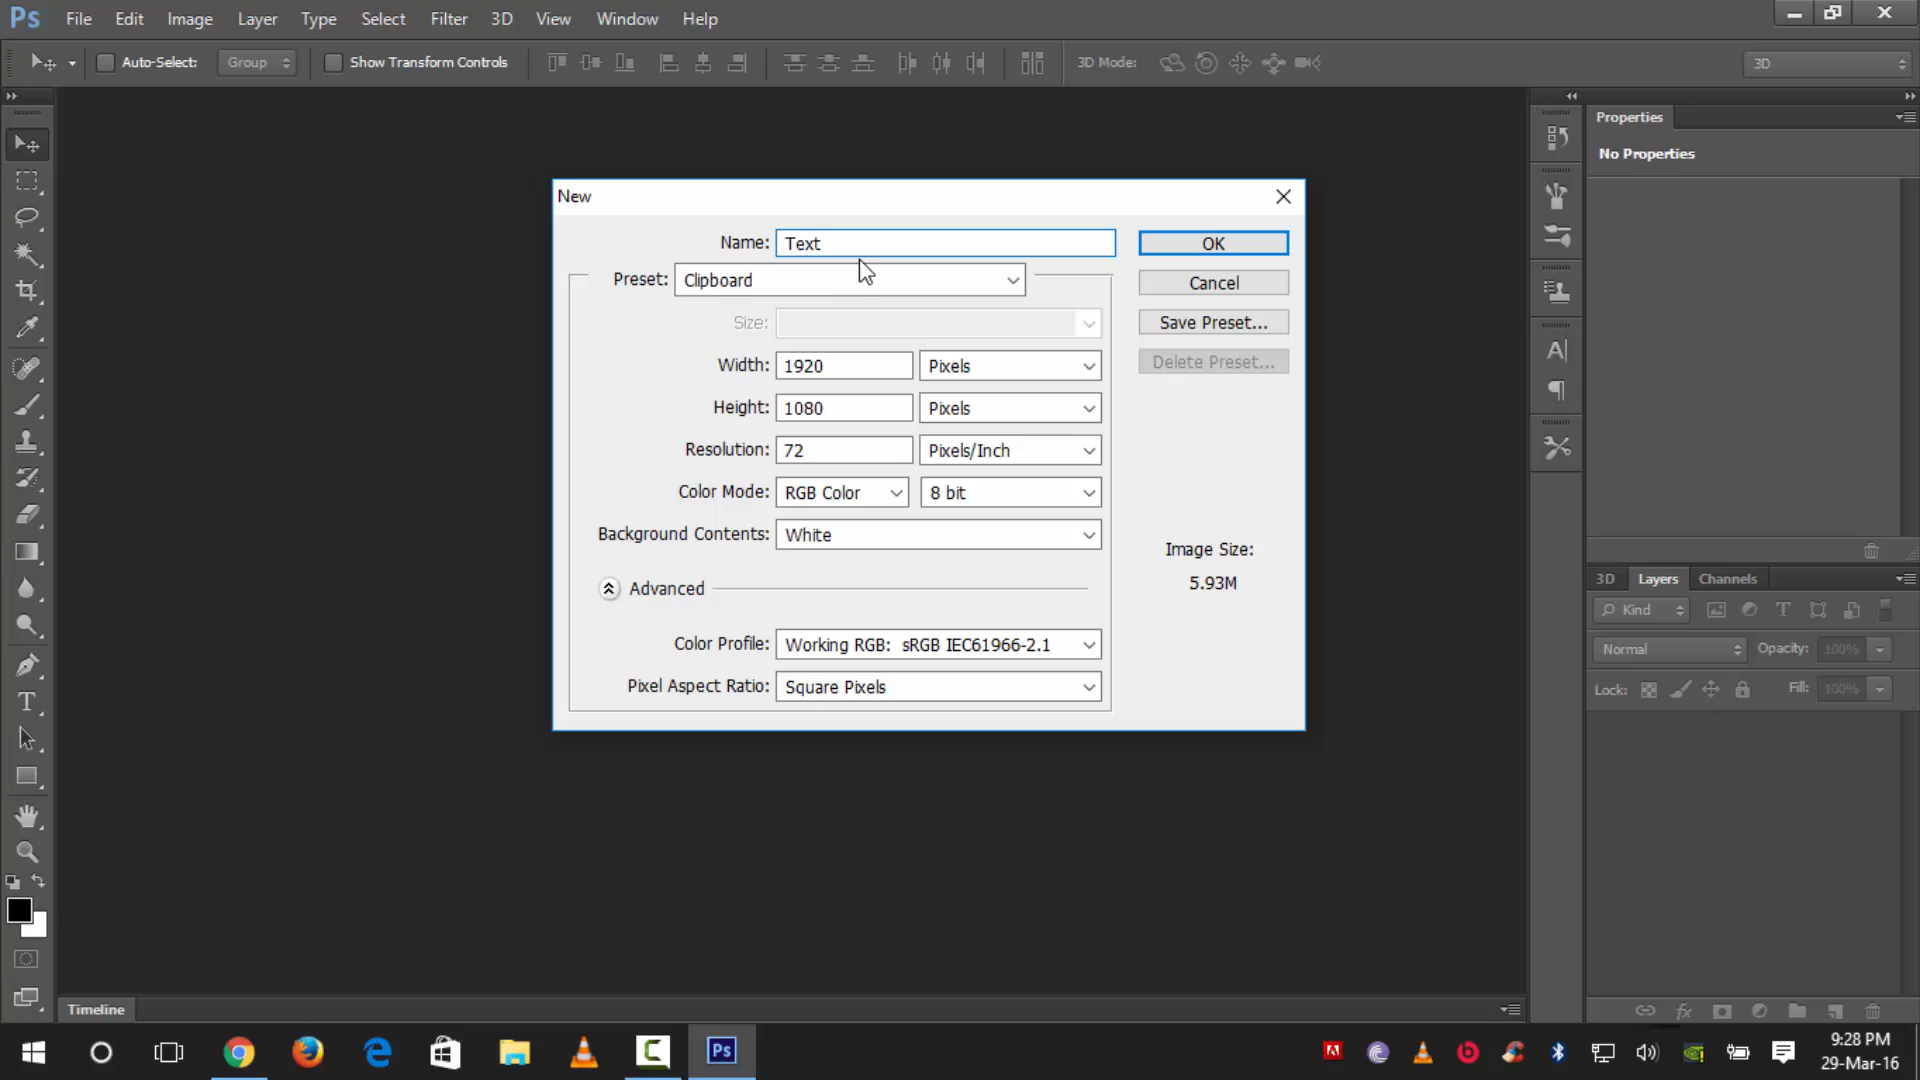 Ps File Edit Image Layer Type Select Filter 3D View Window Help
Auto-Select: Group Show Transform Controls 3D Mode: 3D
Properties
No Properties
New
Name: Text OK
Preset: Clipboard Cancel
Size: Save Preset...
Width: 1920 Pixels Delete Preset...
Height: 1080 Pixels
Resolution: 72 Pixels/Inch
Color Mode: RGB Color 8 bit
Background Contents: White
Image Size:
5.93M
Advanced
Color Profile: Working RGB: sRGB IEC61966-2.1
Pixel Aspect Ratio: Square Pixels
3D Layers Channels
Kind
Normal Opacity: 100%
Lock: Fill: 100%
Timeline
Ps
9:28 PM
29-Mar-16